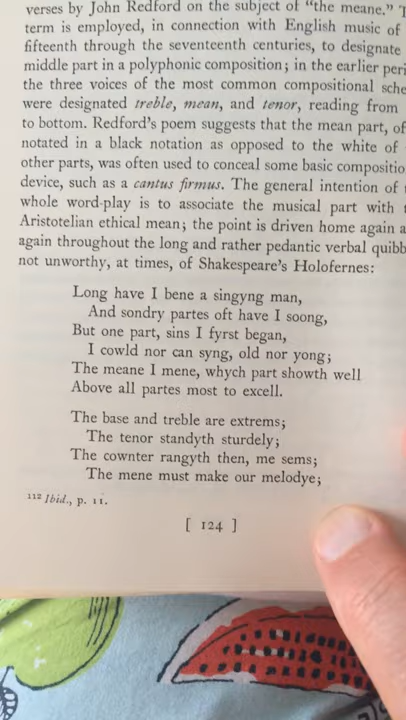 verses by John Redford on the subject of "the meane."
term is employed, in connection with English music of
fifteenth through the seventeenth centuries, to designate
middle part in a polyphonic composition; in the earlier peri
the three voices of the most common compositional sche
were designated treble, mean, and tenor, reading from
to bottom. Redford's poem suggests that the mean part, of
notated in a black notation as opposed to the white of
other parts, was often used to conceal some basic compositio
device, such as a cantus firmus. The general intention of
whole word-play is to associate the musical part with
Aristotelian ethical mean; the point is driven home again a
again throughout the long and rather pedantic verbal quibb
not unworthy, at times, of Shakespeare's Holofernes:
Long have I bene a singyng man,
And sondry partes oft have I soong,
But one part, sins I fyrst began,
I cowld nor can syng, old nor yong;
The meane I mene, whych part showth well
Above all partes most to excell.
The base and treble are extrems;
The tenor standyth sturdely;
The cownter rangyth then, me sems;
The mene must make our melodye;
112 Ibid., p. 11.
[ 124 ]